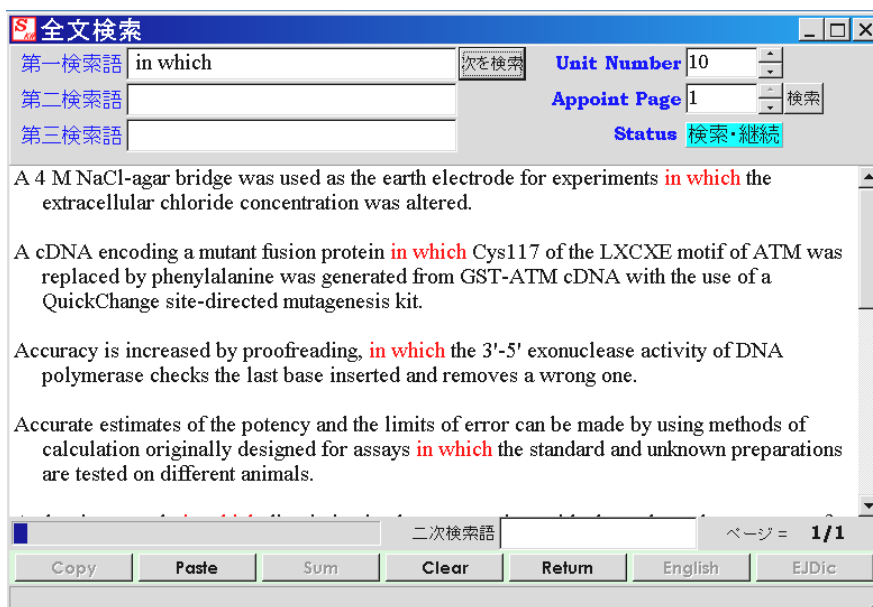 全文検索
第一検索語 in which 次を検索 Unit Number 10
第二検索語 Appoint Page 1 検索
第三検索語 Status 検索・継続
A 4 M NaCl-agar bridge was used as the earth electrode for experiments in which the
extracellular chloride concentration was altered.
A cDNA encoding a mutant fusion protein in which Cys117 of the LXCXE motif of ATM was
replaced by phenylalanine was generated from GST-ATM cDNA with the use of a
QuickChange site-directed mutagenesis kit.
Accuracy is increased by proofreading, in which the 3'-5' exonuclease activity of DNA
polymerase checks the last base inserted and removes a wrong one.
Accurate estimates of the potency and the limits of error can be made by using methods of
calculation originally designed for assays in which the standard and unknown preparations
are tested on different animals.
二次検索語 ページ = 1/1
Copy Paste Sum Clear Return English EJDic